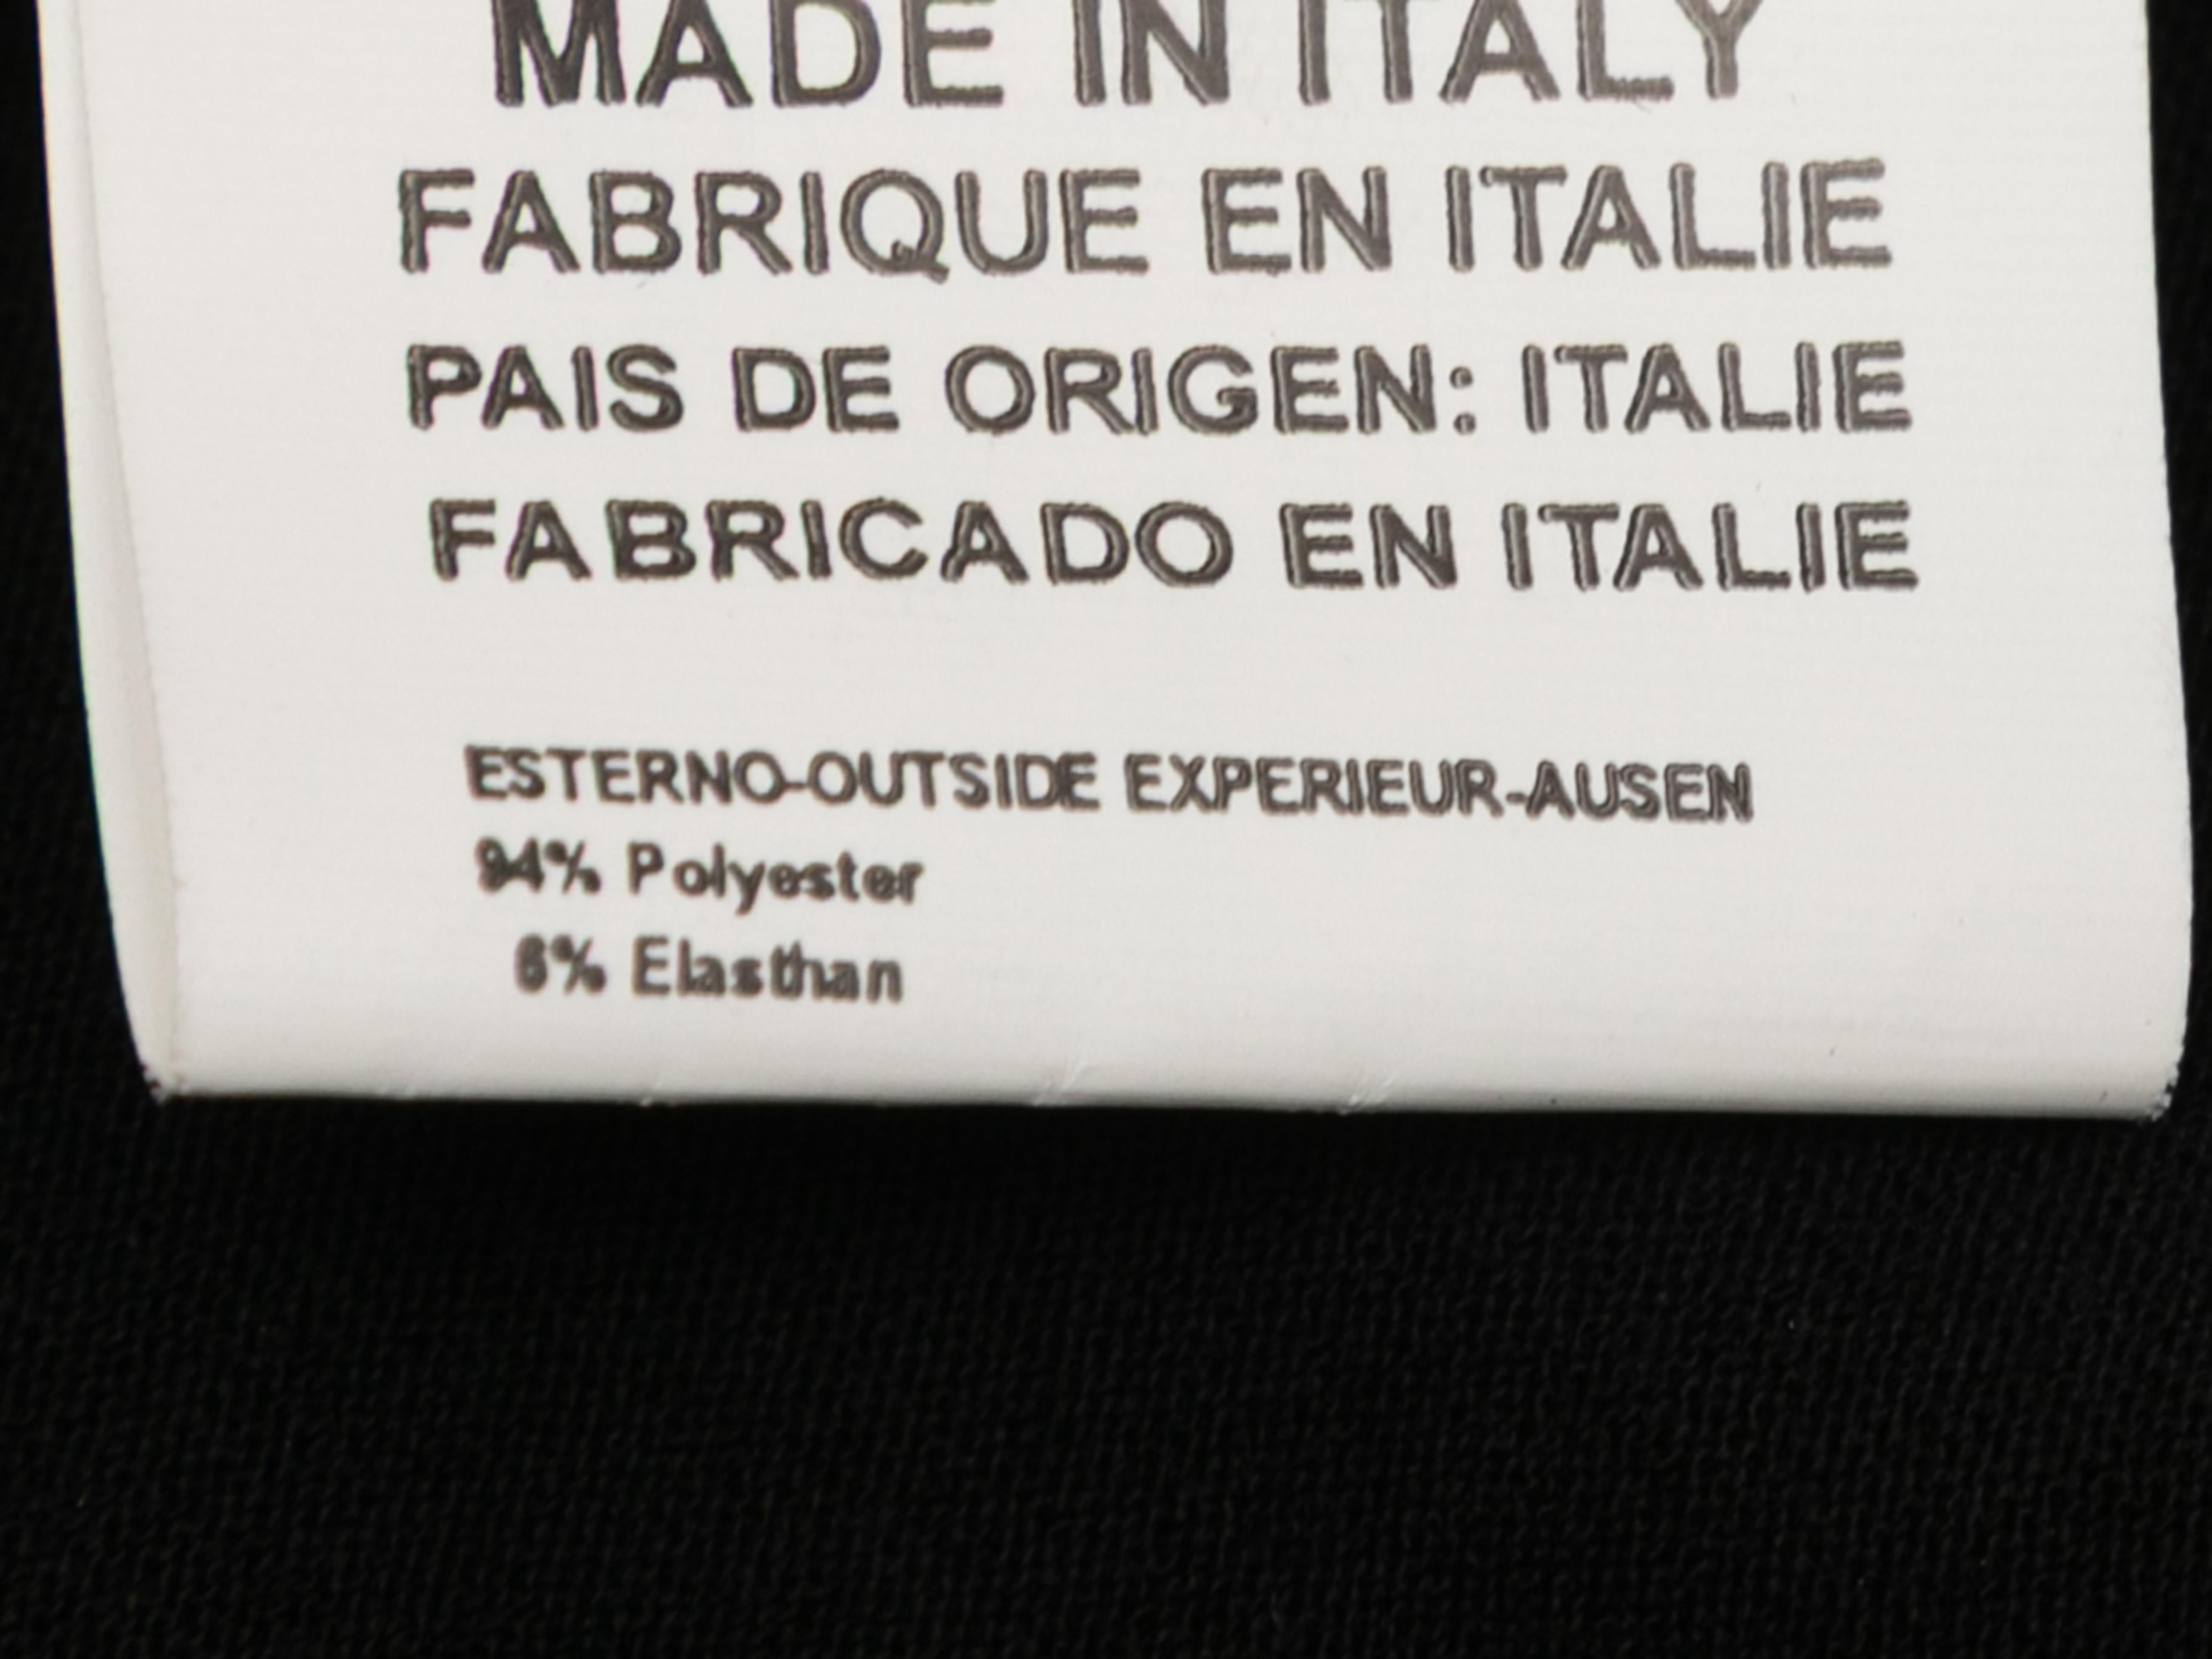 MADE IN ITALY
FABRIQUE EN ITALIE
PAIS DE ORIGEN: ITALIE
FABRICADO EN ITALIE
ESTERNO-OUTSIDE EXPERIEUR-AUSEN
94% Polyester
6% Elasthan